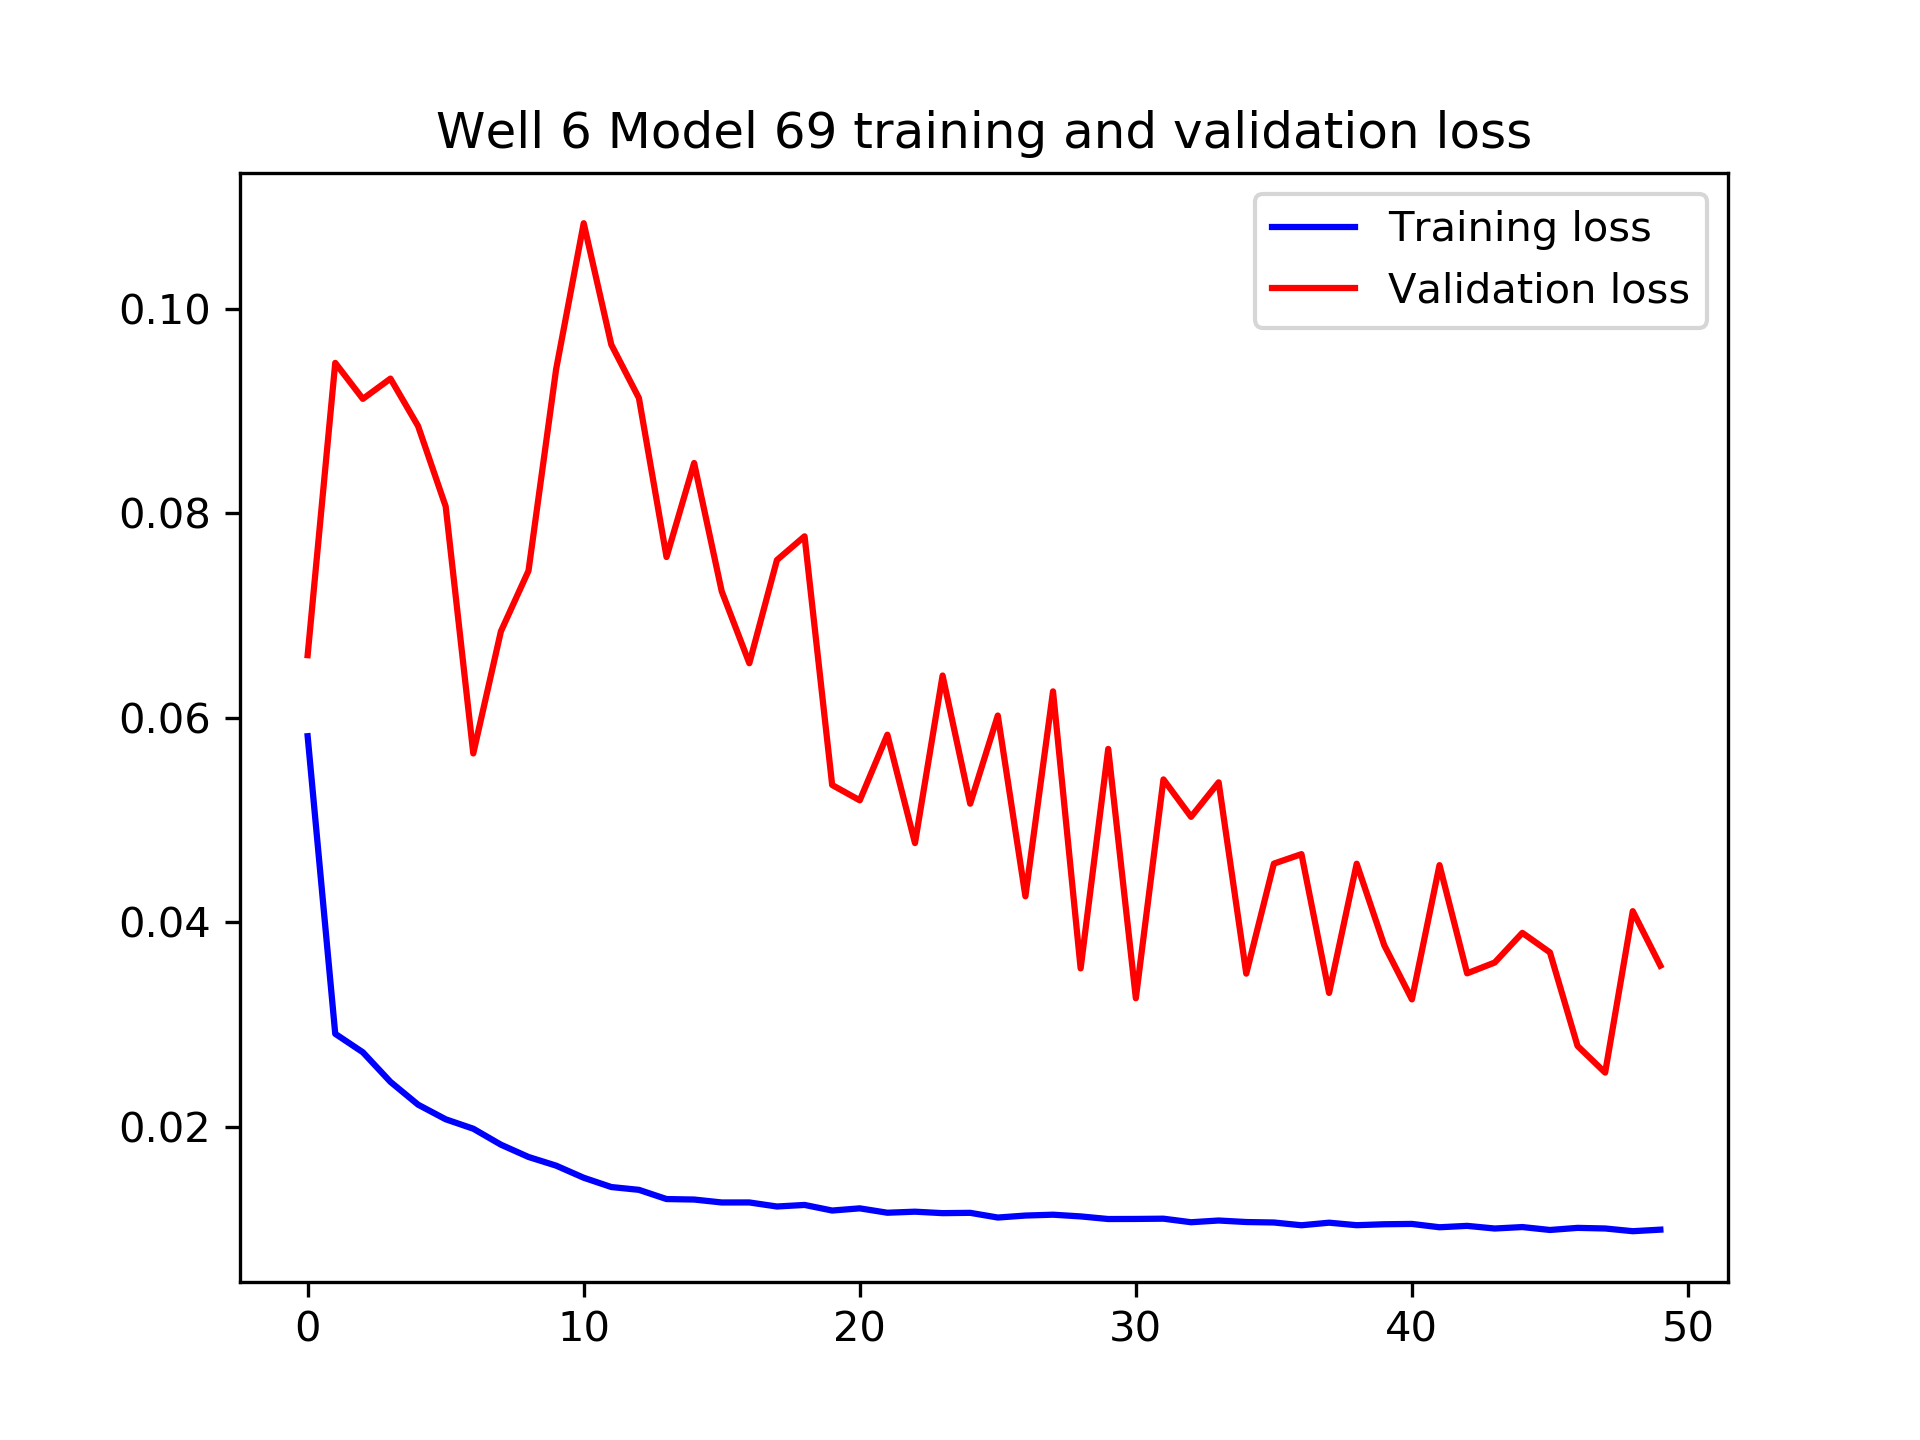 Well 6 Model 69 training and validation loss
Training loss
Validation loss
0.10
0.08
0.06
0.04
0.02
0 10 20 30 40 50